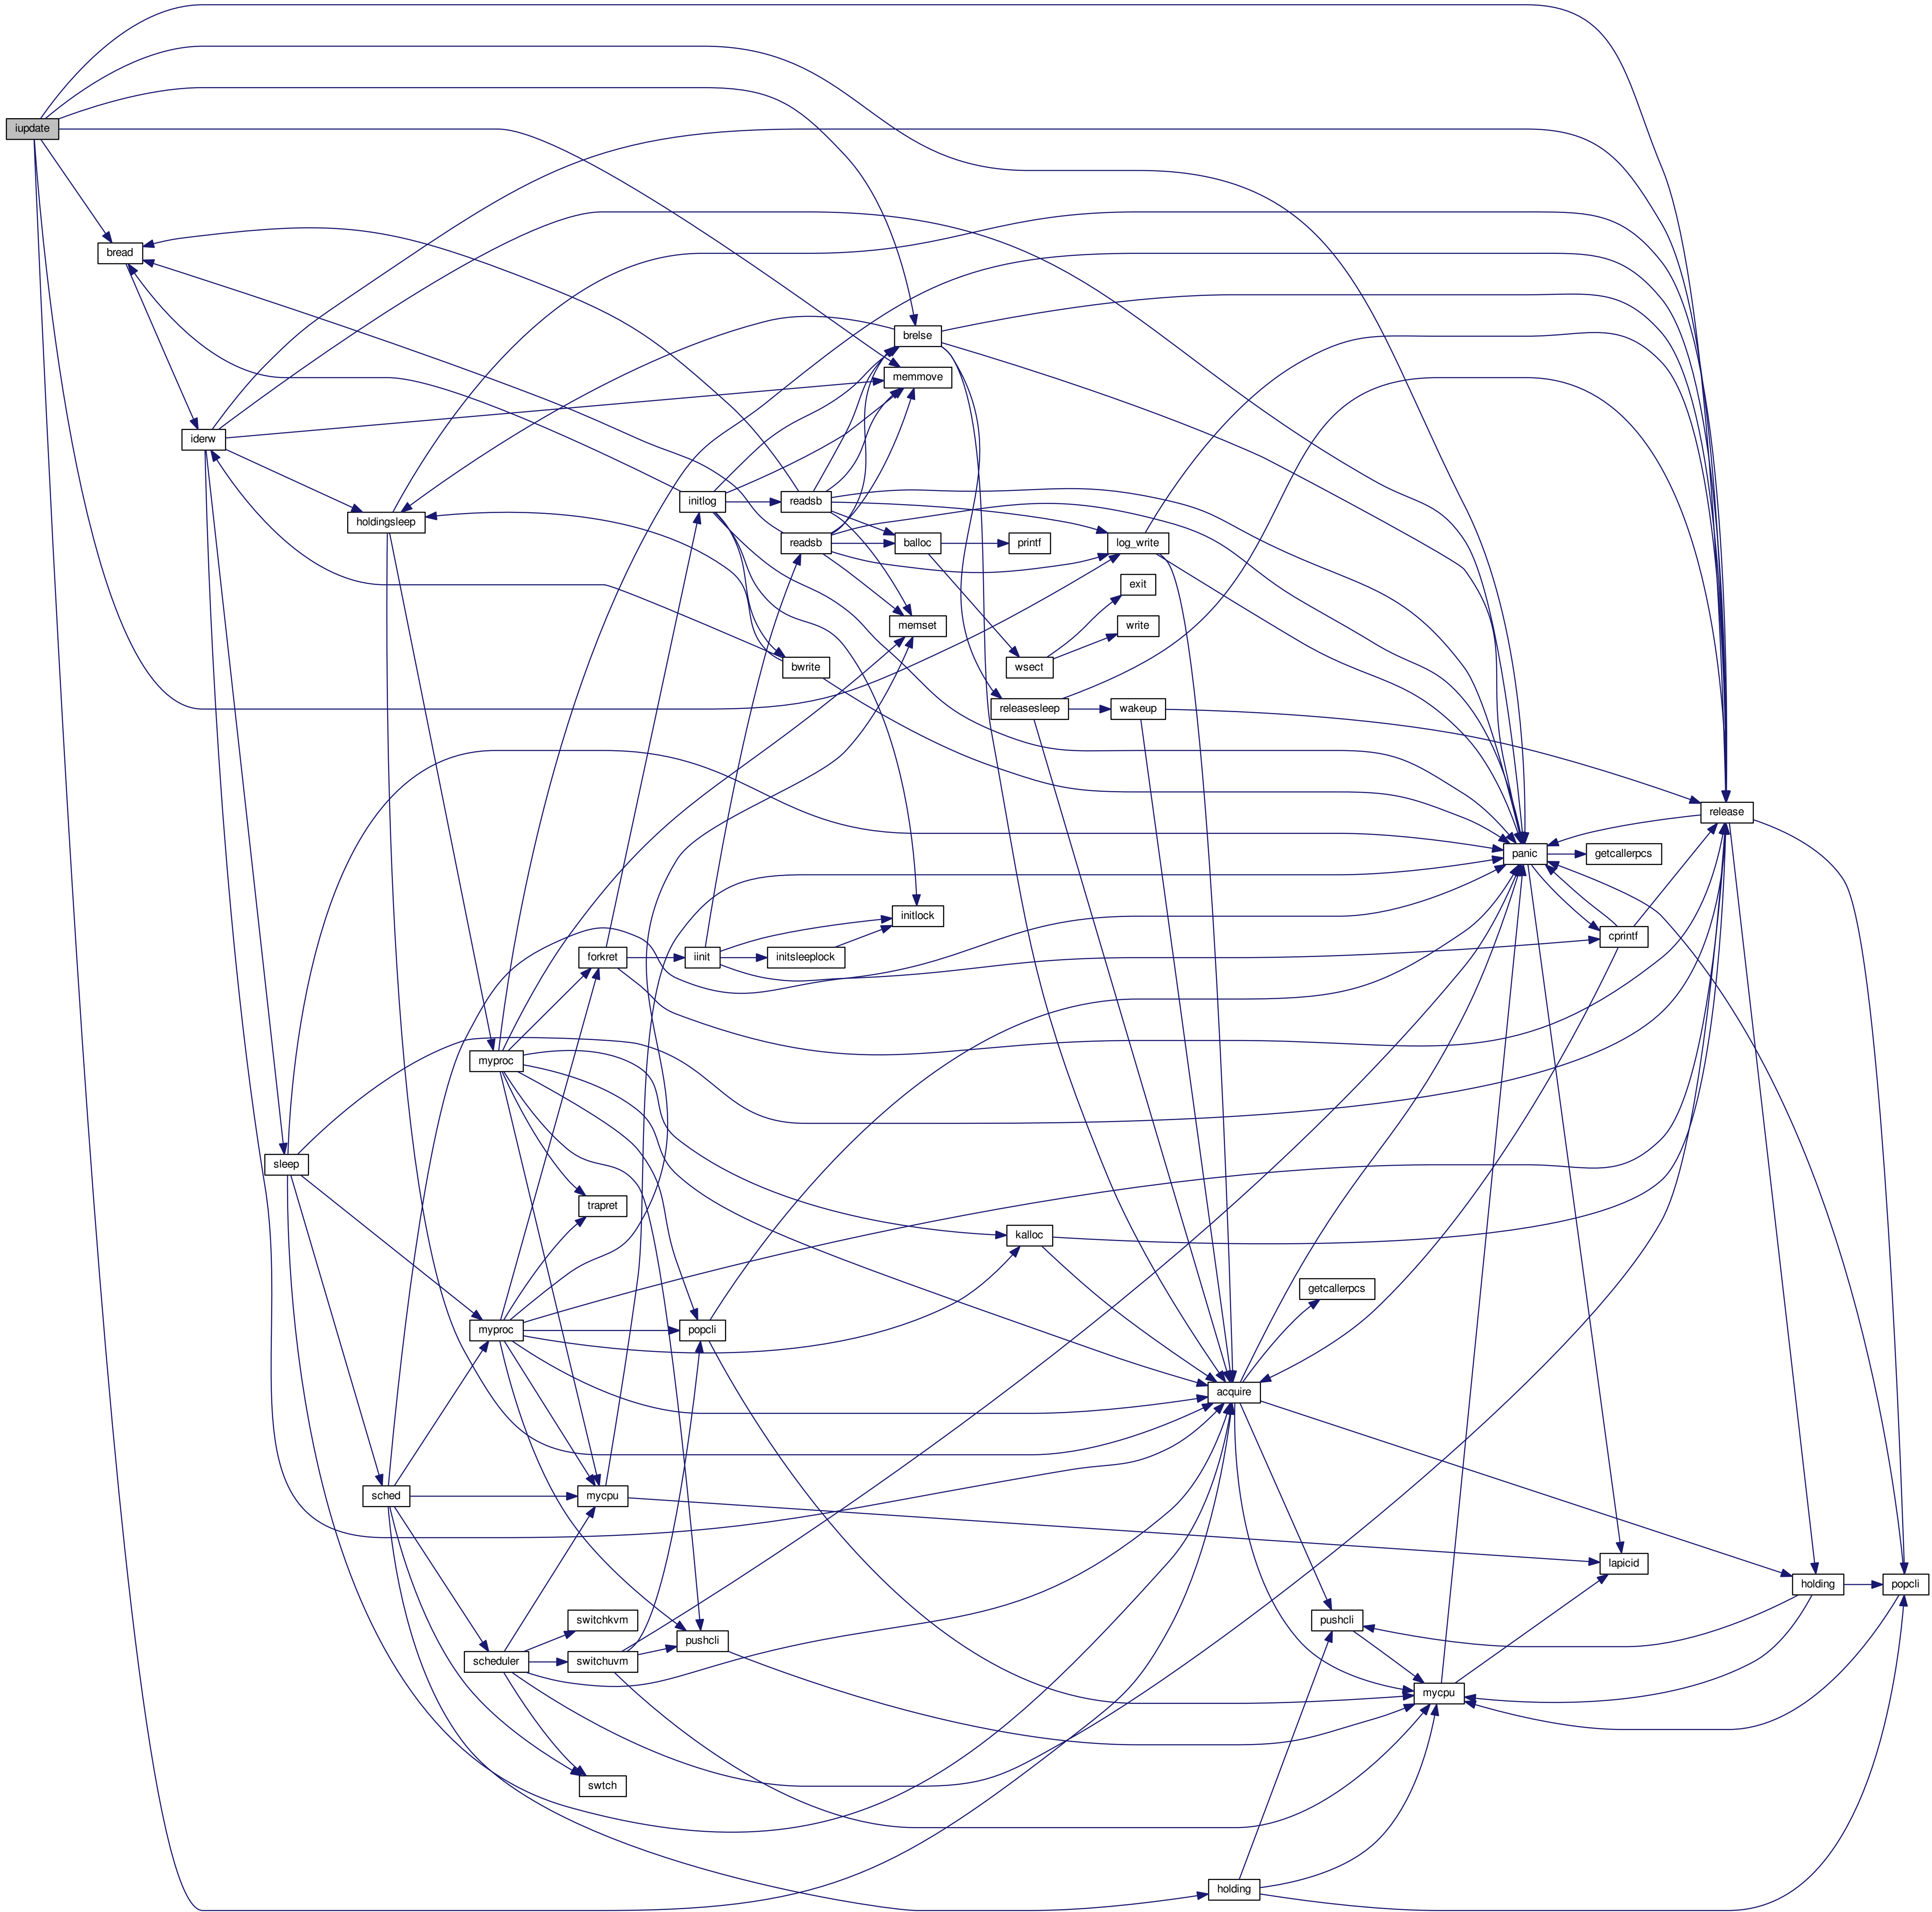 iupdate
bread
brelse
memmove
iderw
initlog
readsb
holdingsleep
readsb
balloc
printf
log_write
exit
memset
write
bwrite
wsect
releasesleep
wakeup
release
panic
getcallerpcs
initlock
cprintf
forkret
iinit
initsleeplock
myproc
sleep
trapret
kalloc
getcallerpcs
myproc
popcli
acquire
sched
mycpu
lapicid
holding
popcli
switchkvm
pushcli
pushcli
scheduler
switchuvm
mycpu
swtch
holding